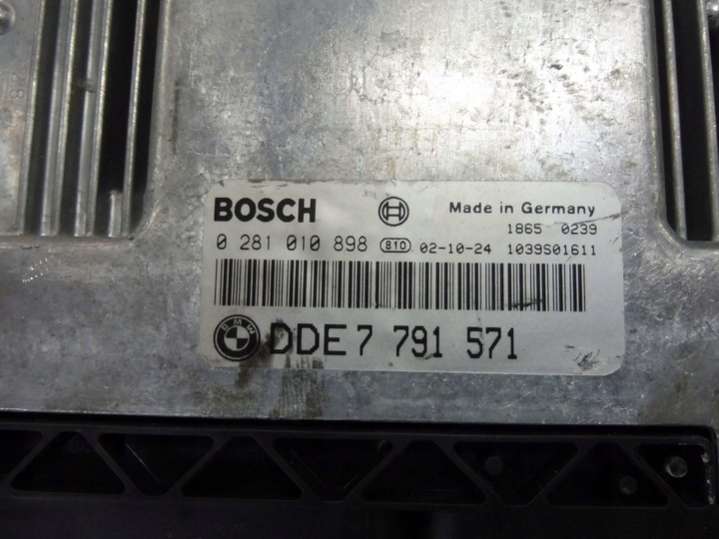 BOSCH Made in Germany
1865 0239
0 281 010 898 810 02-10-24 1039S01611
BMW DDE 7 791 571